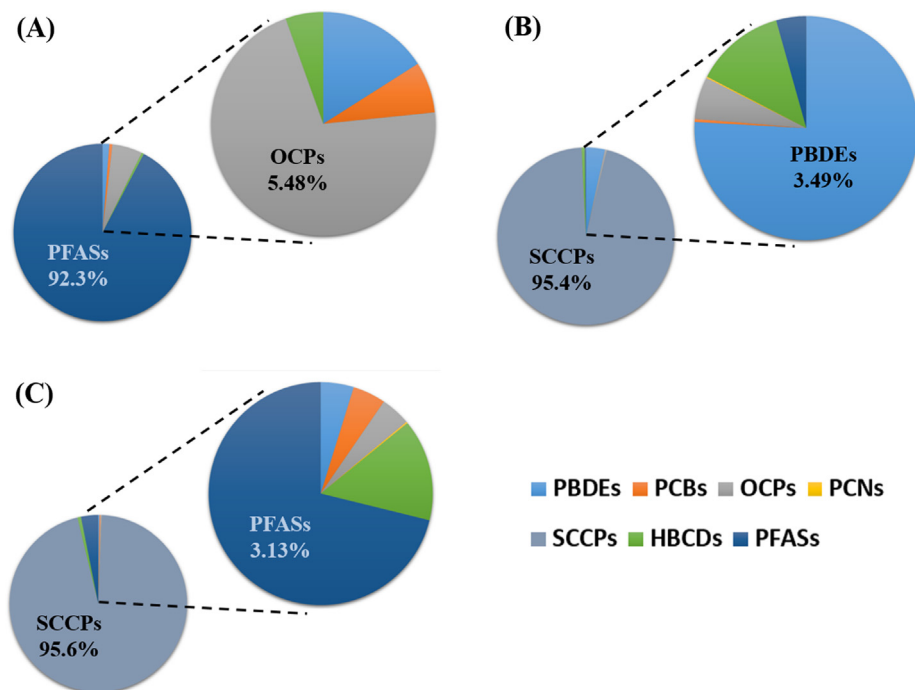 (A)
OCPs
5.48%
PFASs
92.3%
(B)
PBDEs
3.49%
SCCPs
95.4%
(C)
PFASs
3.13%
SCCPs
95.6%
PBDEs PCBs OCPs PCNs
SCCPs HBCDs PFASs